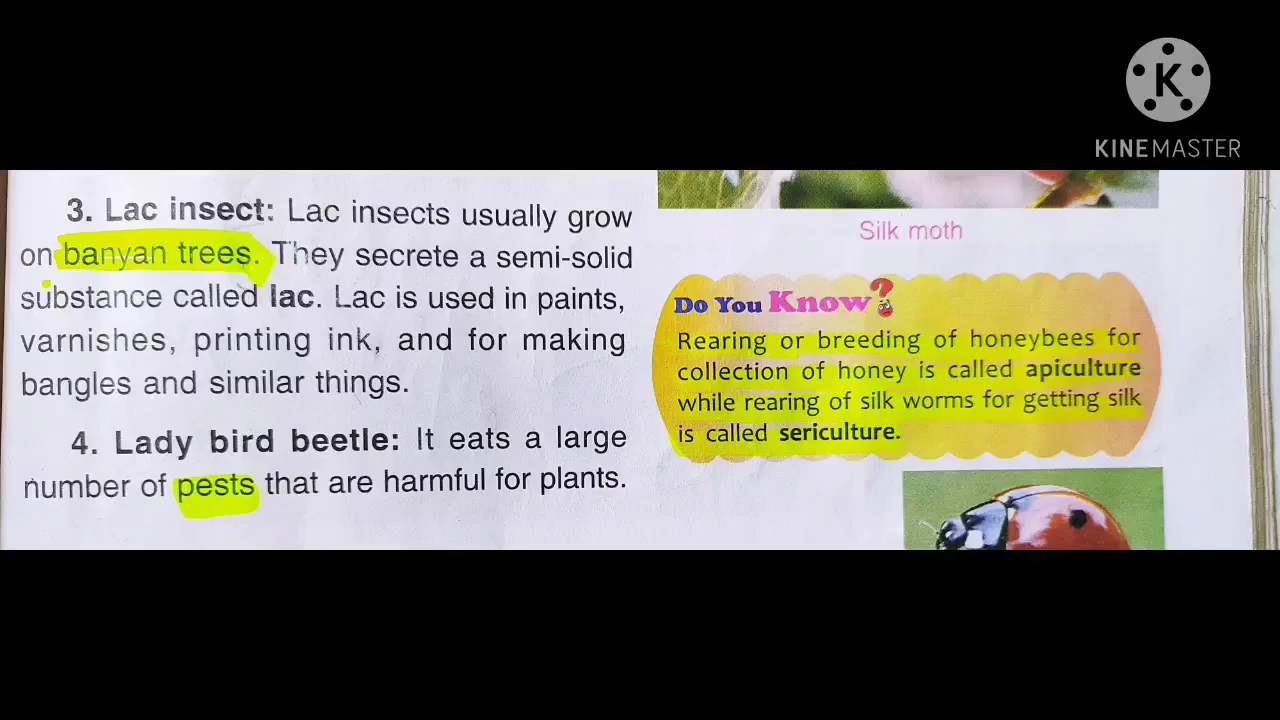 KINEMASTER
3. Lac insect: Lac insects usually grow
on banyan trees. They secrete a semi-solid
substance called lac. Lac is used in paints,
varnishes, printing ink, and for making
bangles and similar things.
4. Lady bird beetle: It eats a large
number of pests that are harmful for plants.
Silk moth
Do You Know?
Rearing or breeding of honeybees for
collection of honey is called apiculture
while rearing of silk worms for getting silk
is called sericulture.